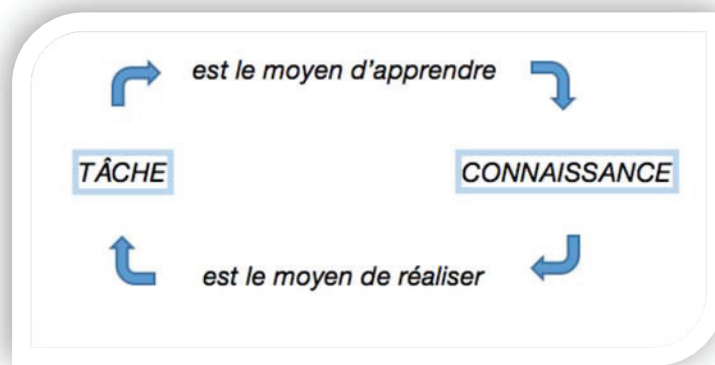 est le moyen d'apprendre
TÂCHE
CONNAISSANCE
est le moyen de réaliser